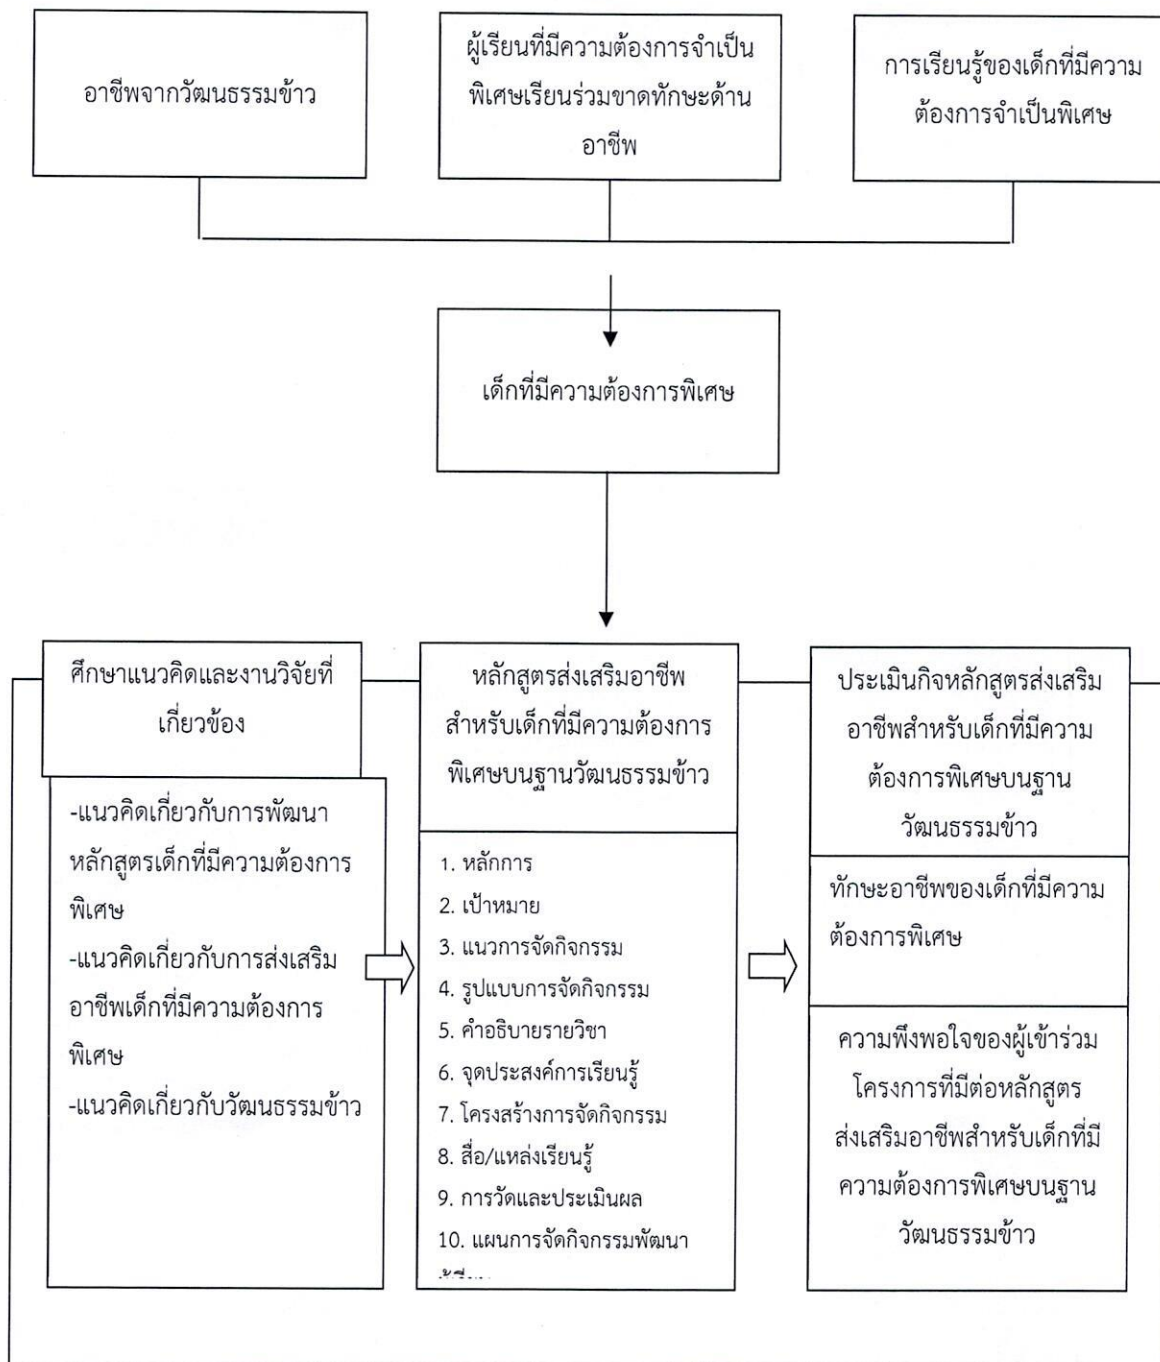 อาชีพจากวัฒนธรรมข้าว
ผู้เรียนที่มีความต้องการจำเป็น
พิเศษเรียนร่วมขาดทักษะด้าน
อาชีพ
การเรียนรู้ของเด็กที่มีความ
ต้องการจำเป็นพิเศษ
เด็กที่มีความต้องการพิเศษ
ศึกษาแนวคิดและงานวิจัยที่
เกี่ยวข้อง
-แนวคิดเกี่ยวกับการพัฒนา
หลักสูตรเด็กที่มีความต้องการ
พิเศษ
-แนวคิดเกี่ยวกับการส่งเสริม
อาชีพเด็กที่มีความต้องการ
พิเศษ
-แนวคิดเกี่ยวกับวัฒนธรรมข้าว
หลักสูตรส่งเสริมอาชีพ
สำหรับเด็กที่มีความต้องการ
พิเศษบนฐานวัฒนธรรมข้าว
1. หลักการ
2. เป้าหมาย
3. แนวการจัดกิจกรรม
4. รูปแบบการจัดกิจกรรม
5. คำอธิบายรายวิชา
6. จุดประสงค์การเรียนรู้
7. โครงสร้างการจัดกิจกรรม
8. สื่อ/แหล่งเรียนรู้
9. การวัดและประเมินผล
10. แผนการจัดกิจกรรมพัฒนา
ประเมินกิจหลักสูตรส่งเสริม
อาชีพสำหรับเด็กที่มีความ
ต้องการพิเศษบนฐาน
วัฒนธรรมข้าว
ทักษะอาชีพของเด็กที่มีความ
ต้องการพิเศษ
ความพึงพอใจของผู้เข้าร่วม
โครงการที่มีต่อหลักสูตร
ส่งเสริมอาชีพสำหรับเด็กที่มี
ความต้องการพิเศษบนฐาน
วัฒนธรรมข้าว